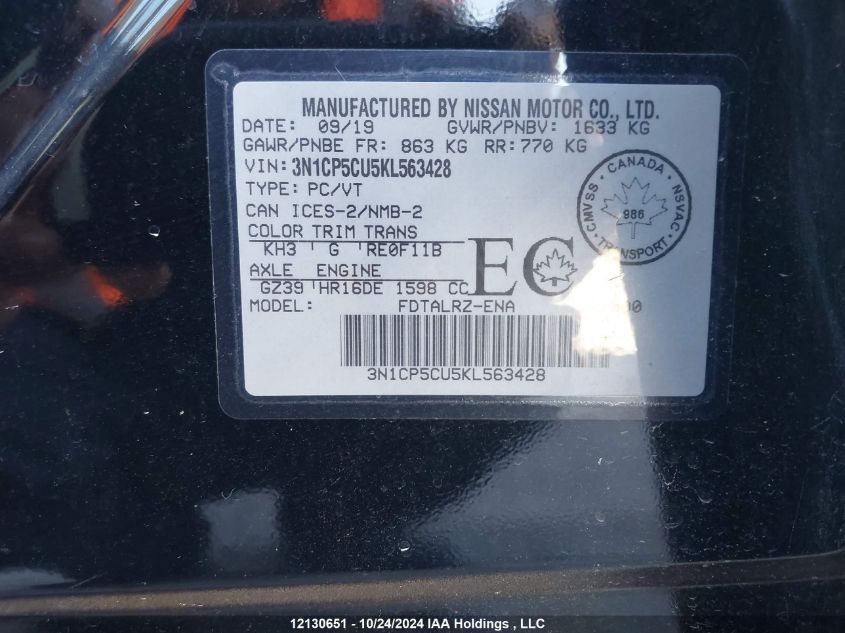 MANUFACTURED BY NISSAN MOTOR CO., LTD.
DATE: 09/19 GVWR/PNBV: 1633 KG
GAWR/PNBE FR: 863 KG RR: 770 KG
VIN: 3N1CP5CU5KL563428
TYPE: PC/VT
CAN ICES-2/NMB-2
COLOR TRIM TRANS
KH3 G RE0F11B
AXLE ENGINE
GZ39 HR16DE 1598 CC
MODEL: FDTALRZ-ENA
EC
CANADA
CMVSS NSVAC
986
TRANSPORT
3N1CP5CU5KL563428
12130651 - 10/24/2024 IAA Holdings , LLC